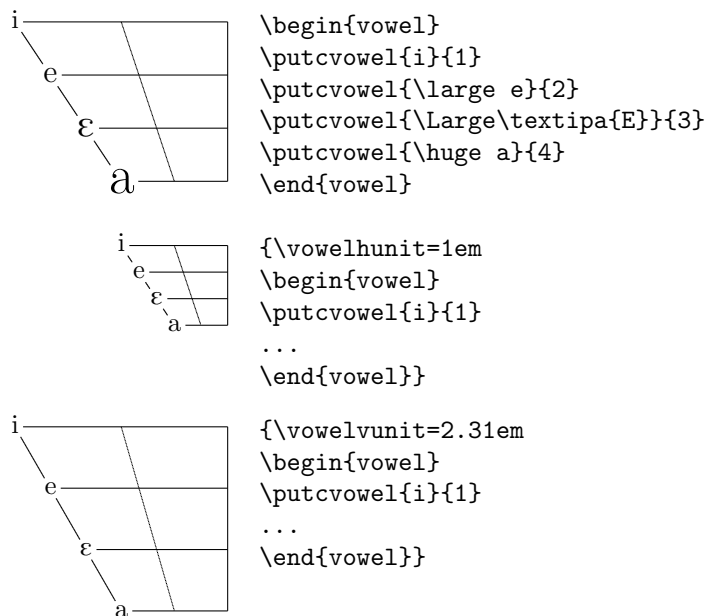 i
e
ɛ
a
\begin{vowel}
\putcvowel{i}{1}
\putcvowel{\large e}{2}
\putcvowel{\Large\textipa{E}}{3}
\putcvowel{\huge a}{4}
\end{vowel}
i
e
ɛ
a
{\vowelhunit=1em
\begin{vowel}
\putcvowel{i}{1}
...
\end{vowel}}
i
e
ɛ
a
{\vowelvunit=2.31em
\begin{vowel}
\putcvowel{i}{1}
...
\end{vowel}}